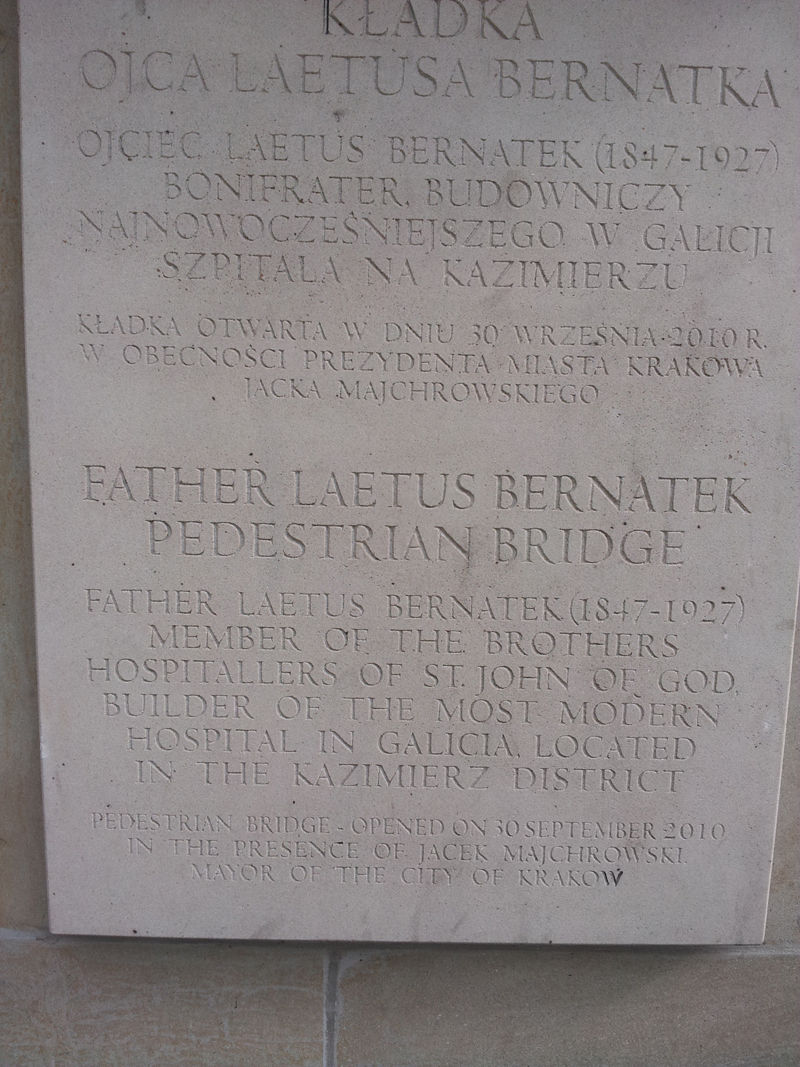 KŁADKA
OJCA LAETUSA BERNATKA
OJCIEC LAETUS BERNATEK (1847-1927)
BONIFRATER, BUDOWNICZY
NAJNOWOCZEŚNIEJSZEGO W GALICJI
SZPITALA NA KAZIMIERZU
KŁADKA OTWARTA W DNIU 30 WRZEŚNIA 2010 R.
W OBECNOŚCI PREZYDENTA MIASTA KRAKOWA
JACKA MAJCHROWSKIEGO
FATHER LAETUS BERNATEK
PEDESTRIAN BRIDGE
FATHER LAETUS BERNATEK (1847-1927)
MEMBER OF THE BROTHERS
HOSPITALLERS OF ST. JOHN OF GOD,
BUILDER OF THE MOST MODERN
HOSPITAL IN GALICIA, LOCATED
IN THE KAZIMIERZ DISTRICT
PEDESTRIAN BRIDGE - OPENED ON 30 SEPTEMBER 2010
IN THE PRESENCE OF JACEK MAJCHROWSKI,
MAYOR OF THE CITY OF KRAKOW